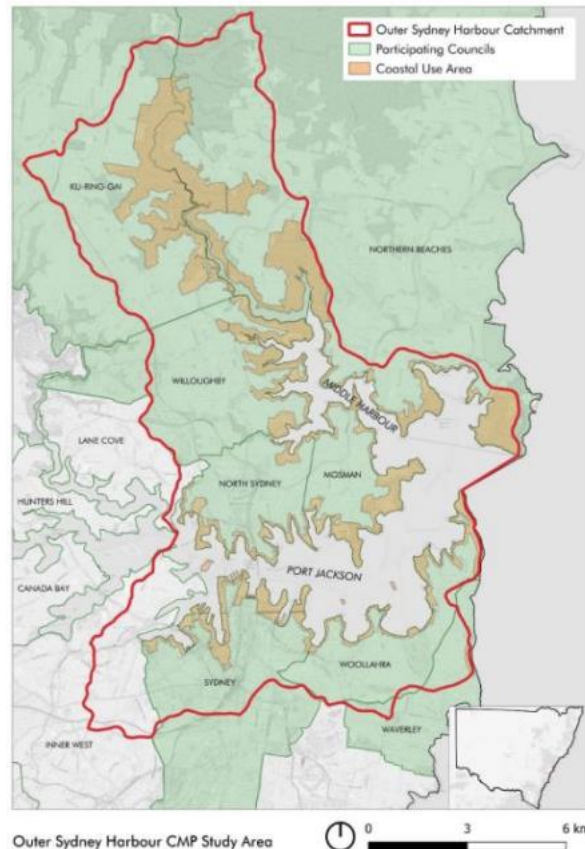 Outer Sydney Harbour Catchment
Participating Councils
Coastal Use Area
KU-RING-GAI
NORTHERN BEACHES
WILLOUGHBY
MIDDLE HARBOUR
LANE COVE
MOSMAN
NORTH SYDNEY
HUNTERS HILL
PORT JACKSON
CANADA BAY
WOOLLAHRA
SYDNEY
WAVERLEY
INNER WEST
Outer Sydney Harbour CMP Study Area
0 3 6 km